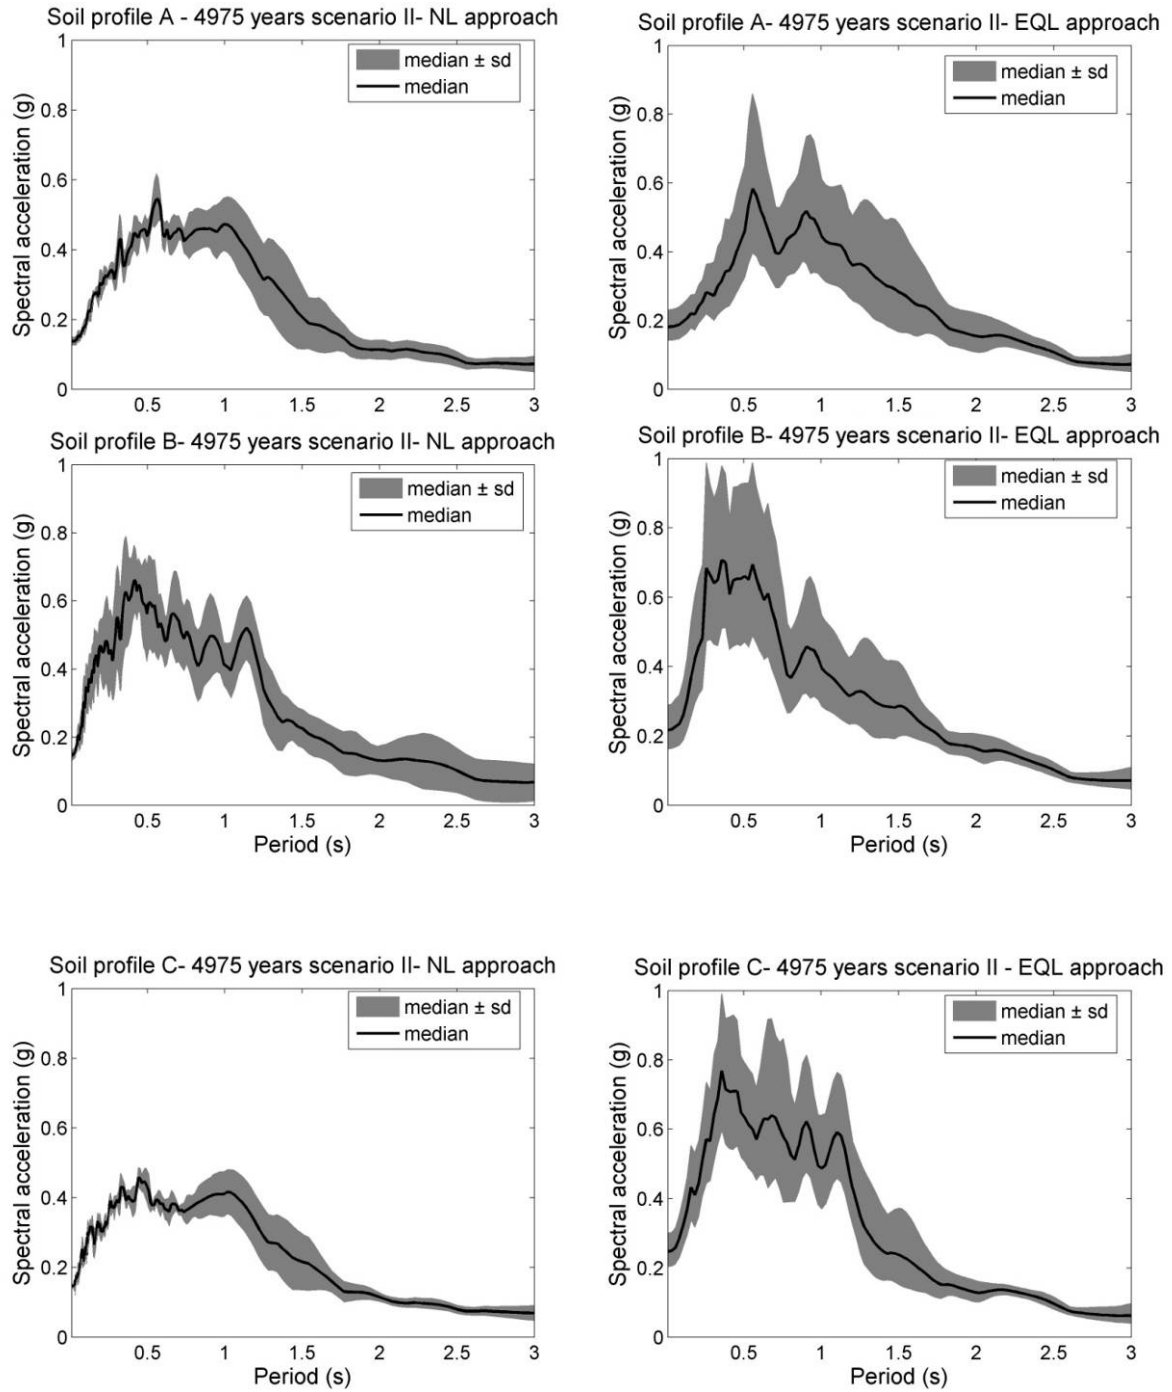 Soil profile A - 4975 years scenario II- NL approach
1
0.8
0.6
0.4
0.2
0
Spectral acceleration (g)
median ± sd
median
0.5
1
1.5
2
2.5
3
Soil profile A- 4975 years scenario II- EQL approach
1
0.8
0.6
0.4
0.2
0
Spectral acceleration (g)
median ± sd
median
0.5
1
1.5
2
2.5
3
Soil profile B- 4975 years scenario II- NL approach
1
0.8
0.6
0.4
0.2
0
Spectral acceleration (g)
median ± sd
median
0.5
1
1.5
2
2.5
3
Period (s)
Soil profile B- 4975 years scenario II- EQL approach
1
0.8
0.6
0.4
0.2
0
Spectral acceleration (g)
median ± sd
median
0.5
1
1.5
2
2.5
3
Period (s)
Soil profile C- 4975 years scenario II- NL approach
1
0.8
0.6
0.4
0.2
0
Spectral acceleration (g)
median ± sd
median
0.5
1
1.5
2
2.5
3
Period (s)
Soil profile C- 4975 years scenario II - EQL approach
1
0.8
0.6
0.4
0.2
0
Spectral acceleration (g)
median ± sd
median
0.5
1
1.5
2
2.5
3
Period (s)